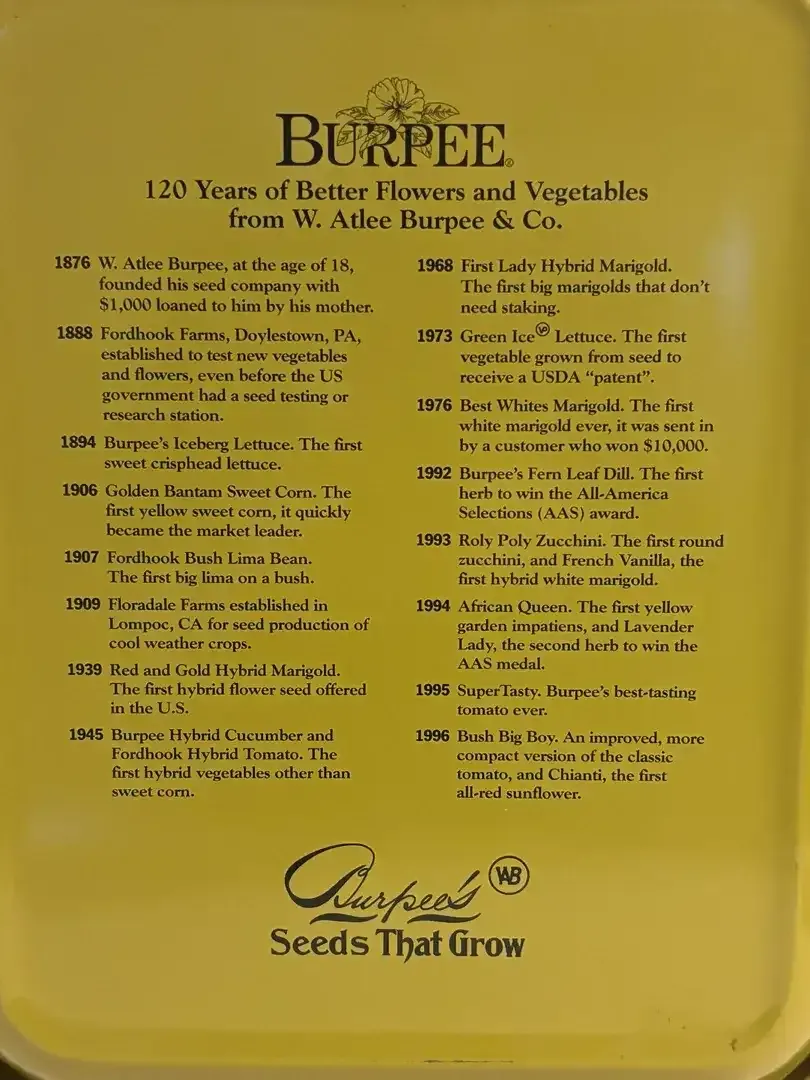 BURPEE®
120 Years of Better Flowers and Vegetables
from W. Atlee Burpee & Co.
1876 W. Atlee Burpee, at the age of 18,
founded his seed company with
$1,000 loaned to him by his mother.
1888 Fordhook Farms, Doylestown, PA,
established to test new vegetables
and flowers, even before the US
government had a seed testing or
research station.
1894 Burpee's Iceberg Lettuce. The first
sweet crisphead lettuce.
1906 Golden Bantam Sweet Corn. The
first yellow sweet corn, it quickly
became the market leader.
1907 Fordhook Bush Lima Bean.
The first big lima on a bush.
1909 Floradale Farms established in
Lompoc, CA for seed production of
cool weather crops.
1939 Red and Gold Hybrid Marigold.
The first hybrid flower seed offered
in the U.S.
1945 Burpee Hybrid Cucumber and
Fordhook Hybrid Tomato. The
first hybrid vegetables other than
sweet corn.
1968 First Lady Hybrid Marigold.
The first big marigolds that don't
need staking.
1973 Green Ice Lettuce. The first
vegetable grown from seed to
receive a USDA "patent".
1976 Best Whites Marigold. The first
white marigold ever, it was sent in
by a customer who won $10,000.
1992 Burpee's Fern Leaf Dill. The first
herb to win the All-America
Selections (AAS) award.
1993 Roly Poly Zucchini. The first round
zucchini, and French Vanilla, the
first hybrid white marigold.
1994 African Queen. The first yellow
garden impatiens, and Lavender
Lady, the second herb to win the
AAS medal.
1995 SuperTasty. Burpee's best-tasting
tomato ever.
1996 Bush Big Boy. An improved, more
compact version of the classic
tomato, and Chianti, the first
all-red sunflower.
Burpee's WAB
Seeds That Grow